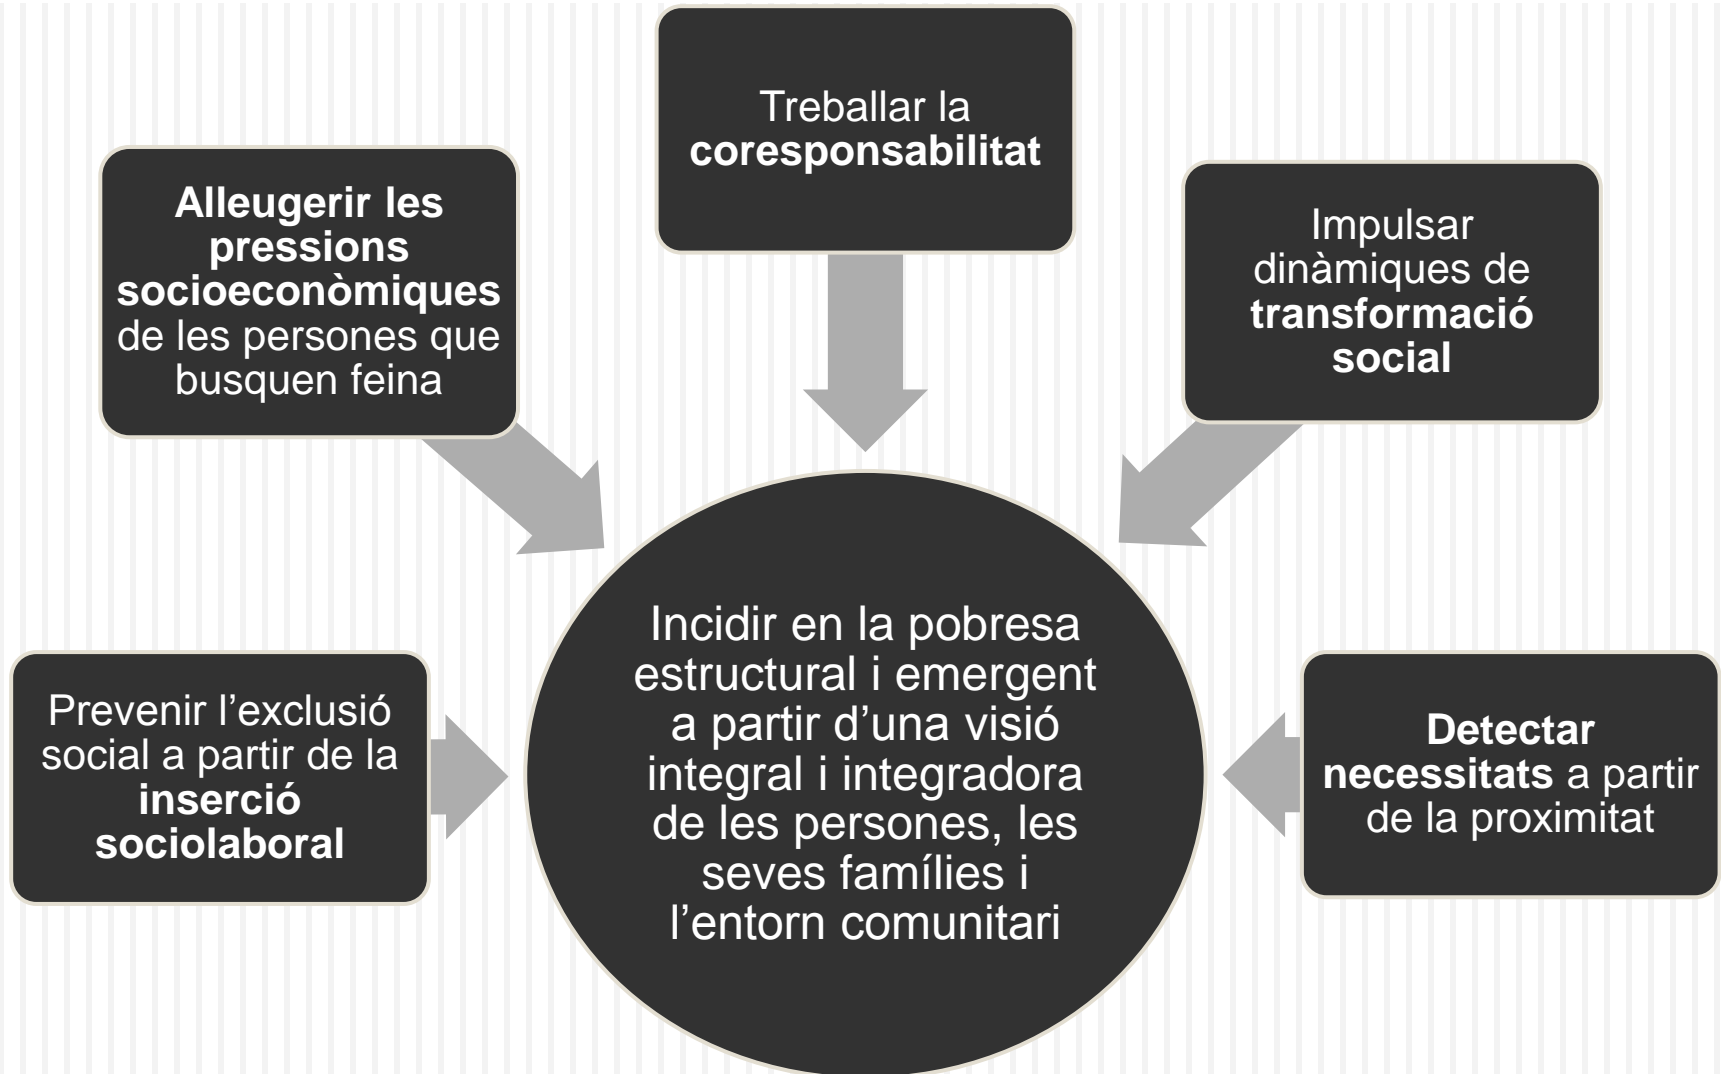 Treballar la
coresponsabilitat
Alleugerir les
pressions
socioeconòmiques
de les persones que
busquen feina
Impulsar
dinàmiques de
transformació
social
Prevenir l’exclusió
social a partir de la
inserció
sociolaboral
Incidir en la pobresa
estructural i emergent
a partir d’una visió
integral i integradora
de les persones, les
seves famílies i
l’entorn comunitari
Detectar
necessitats a partir
de la proximitat